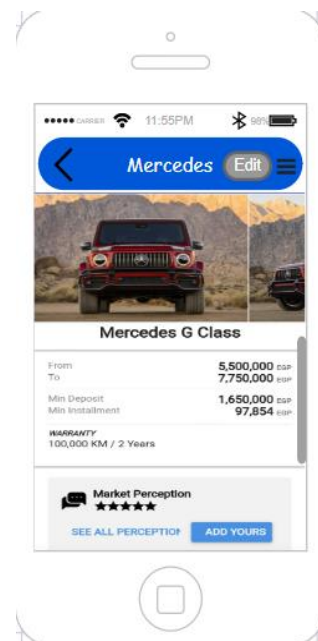 CARRIER 11:55PM 98%
Mercedes Edit
Mercedes G Class
From 5,500,000 EGP
To 7,750,000 EGP
Min Deposit 1,650,000 EGP
Min Installment 97,854 EGP
WARRANTY
100,000 KM / 2 Years
Market Perception
SEE ALL PERCEPTION ADD YOURS